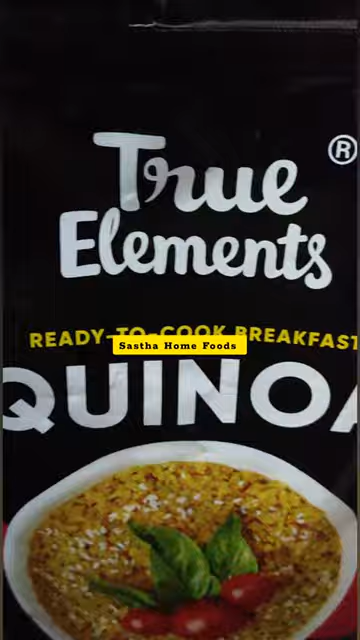 True
Elements
®
READY-TO-COOK BREAKFAST
Sastha Home Foods
QUINOA